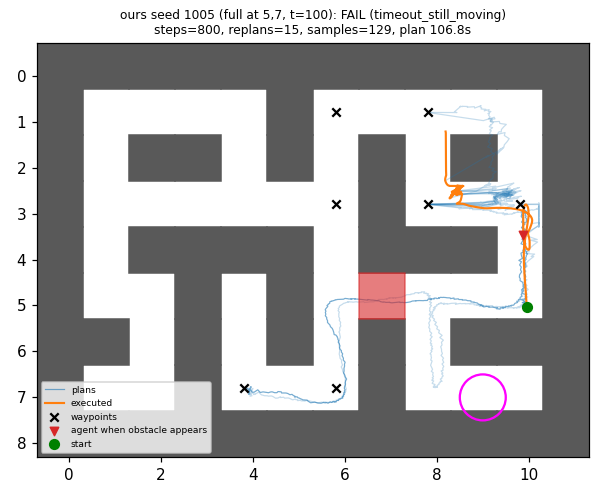 ours seed 1005 (full at 5,7, t=100): FAIL (timeout_still_moving)
steps=800, replans=15, samples=129, plan 106.8s
0
1
2
3
4
5
6
7
8
plans
executed
waypoints
agent when obstacle appears
start
0 2 4 6 8 10